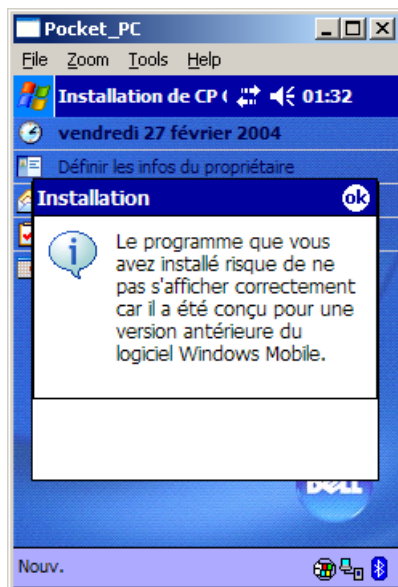 Pocket_PC
File Zoom Tools Help
Installation de CP 01:32
vendredi 27 février 2004
Définir les infos du propriétaire
Installation ok
Le programme que vous
avez installé risque de ne
pas s'afficher correctement
car il a été conçu pour une
version antérieure du
logiciel Windows Mobile.
DELL
Nouv.